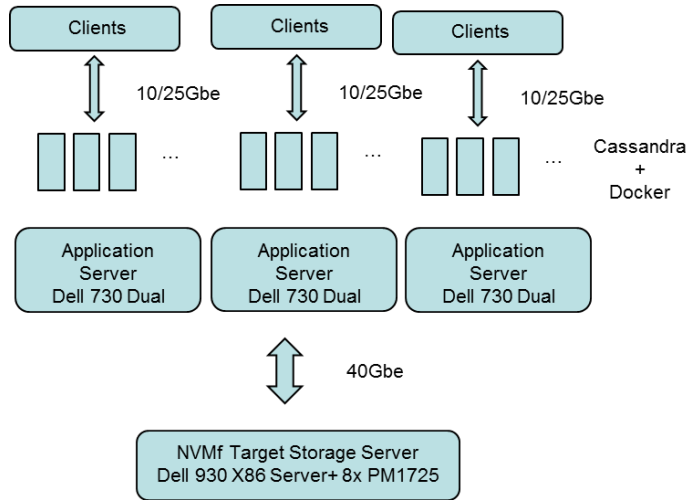 Clients
Clients
Clients
10/25Gbe
10/25Gbe
10/25Gbe
...
...
...
Cassandra
+
Docker
Application
Server
Dell 730 Dual
Application
Server
Dell 730 Dual
Application
Server
Dell 730 Dual
40Gbe
NVMf Target Storage Server
Dell 930 X86 Server+ 8x PM1725